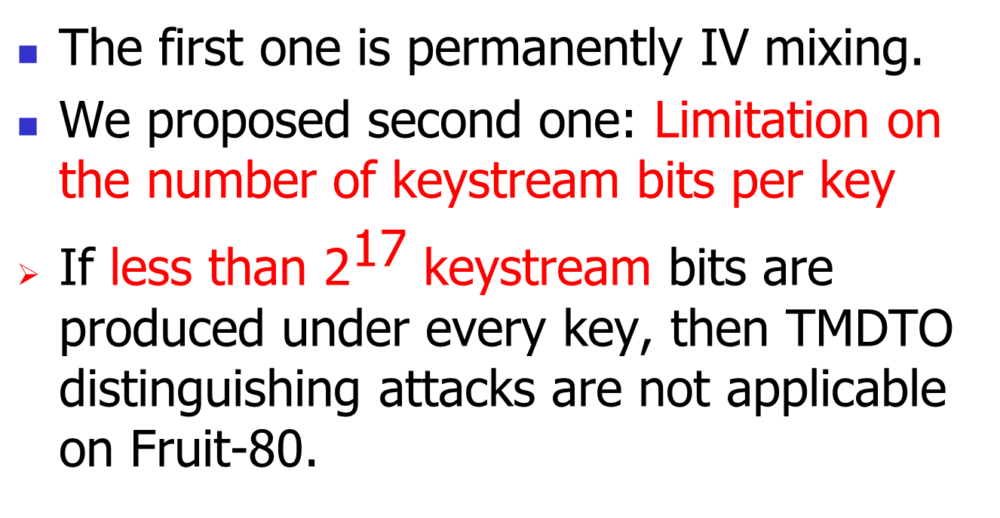 The first one is permanently IV mixing.
We proposed second one: Limitation on
the number of keystream bits per key
If less than 2^17 keystream bits are
produced under every key, then TMDTO
distinguishing attacks are not applicable
on Fruit-80.